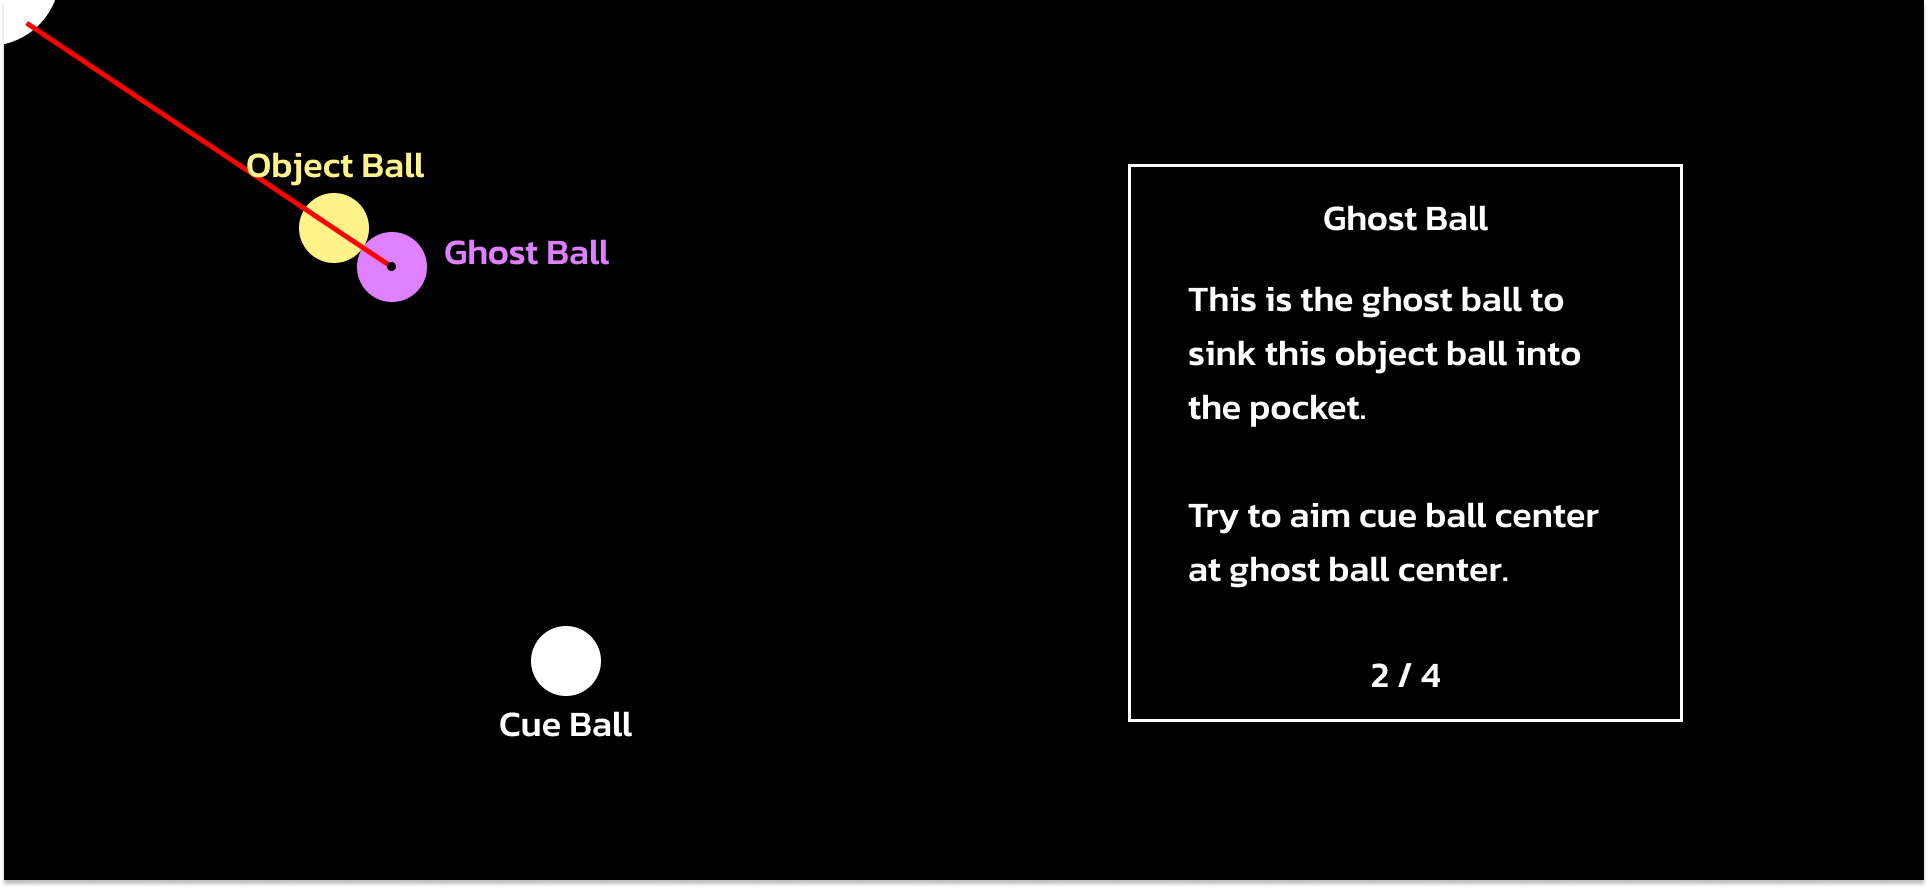 Object Ball
Ghost Ball
Cue Ball
Ghost Ball
This is the ghost ball to
sink this object ball into
the pocket.
Try to aim cue ball center
at ghost ball center.
2 / 4